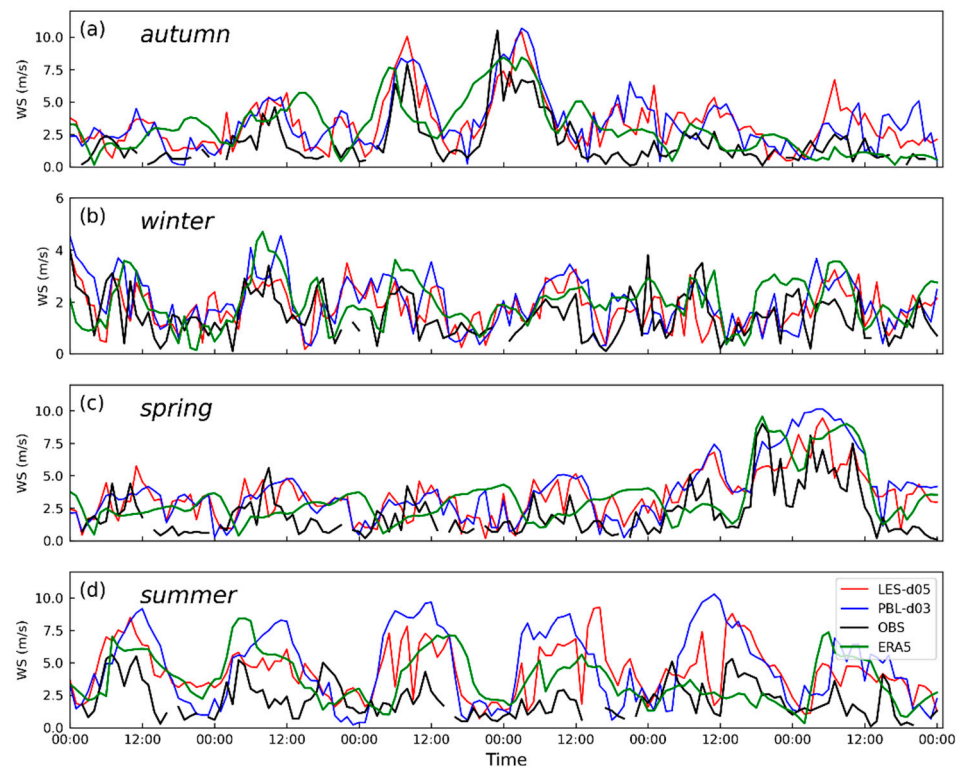 (a) autumn
WS (m/s)
10.0
7.5
5.0
2.5
0.0
(b) winter
WS (m/s)
6
4
2
0
(c) spring
WS (m/s)
10.0
7.5
5.0
2.5
0.0
(d) summer
WS (m/s)
10.0
7.5
5.0
2.5
0.0
LES-d05
PBL-d03
OBS
ERA5
00:00 12:00 00:00 12:00 00:00 12:00 00:00 12:00 00:00 12:00 00:00 12:00 00:00
Time